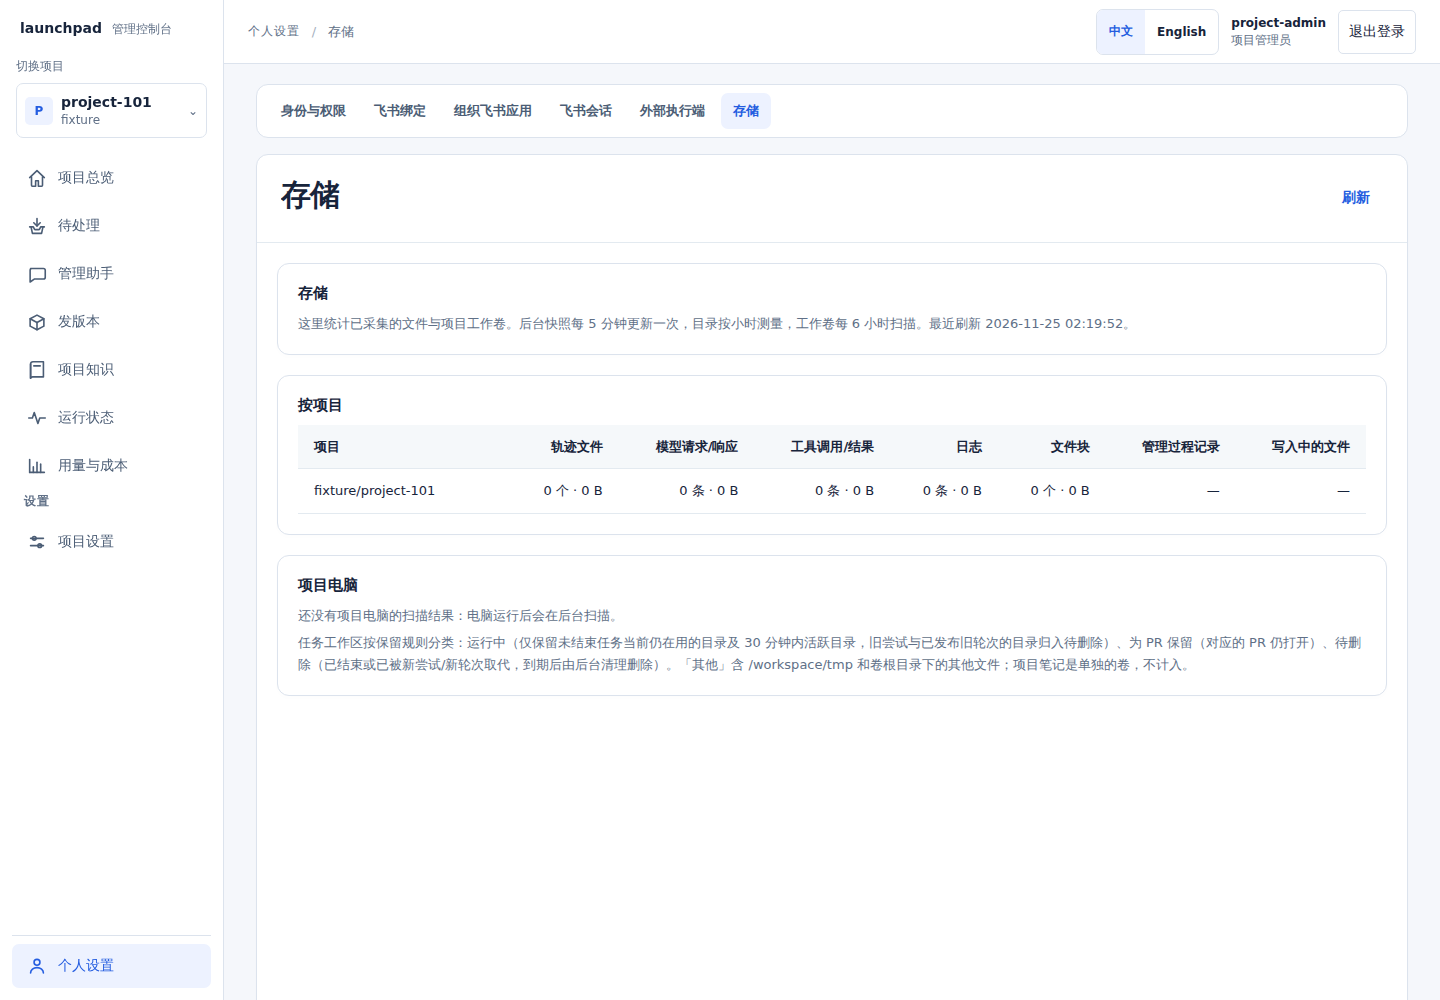 launchpad 管理控制台
切换项目
P
project-101
fixture
项目总览
待处理
管理助手
发版本
项目知识
运行状态
用量与成本
设置
项目设置
个人设置
个人设置 / 存储
中文 English
project-admin
项目管理员
退出登录
身份与权限 飞书绑定 组织飞书应用 飞书会话 外部执行端 存储
存储
刷新
存储
这里统计已采集的文件与项目工作卷。后台快照每 5 分钟更新一次，目录按小时测量，工作卷每 6 小时扫描。最近刷新 2026-11-25 02:19:52。
按项目
项目 轨迹文件 模型请求/响应 工具调用/结果 日志 文件块 管理过程记录 写入中的文件
fixture/project-101 0 个 · 0 B 0 条 · 0 B 0 条 · 0 B 0 条 · 0 B 0 个 · 0 B — —
项目电脑
还没有项目电脑的扫描结果：电脑运行后会在后台扫描。
任务工作区按保留规则分类：运行中（仅保留未结束任务当前仍在用的目录及 30 分钟内活跃目录，旧尝试与已发布旧轮次的目录归入待删除）、为 PR 保留（对应的 PR 仍打开）、待删
除（已结束或已被新尝试/新轮次取代，到期后由后台清理删除）。「其他」含 /workspace/tmp 和卷根目录下的其他文件；项目笔记是单独的卷，不计入。